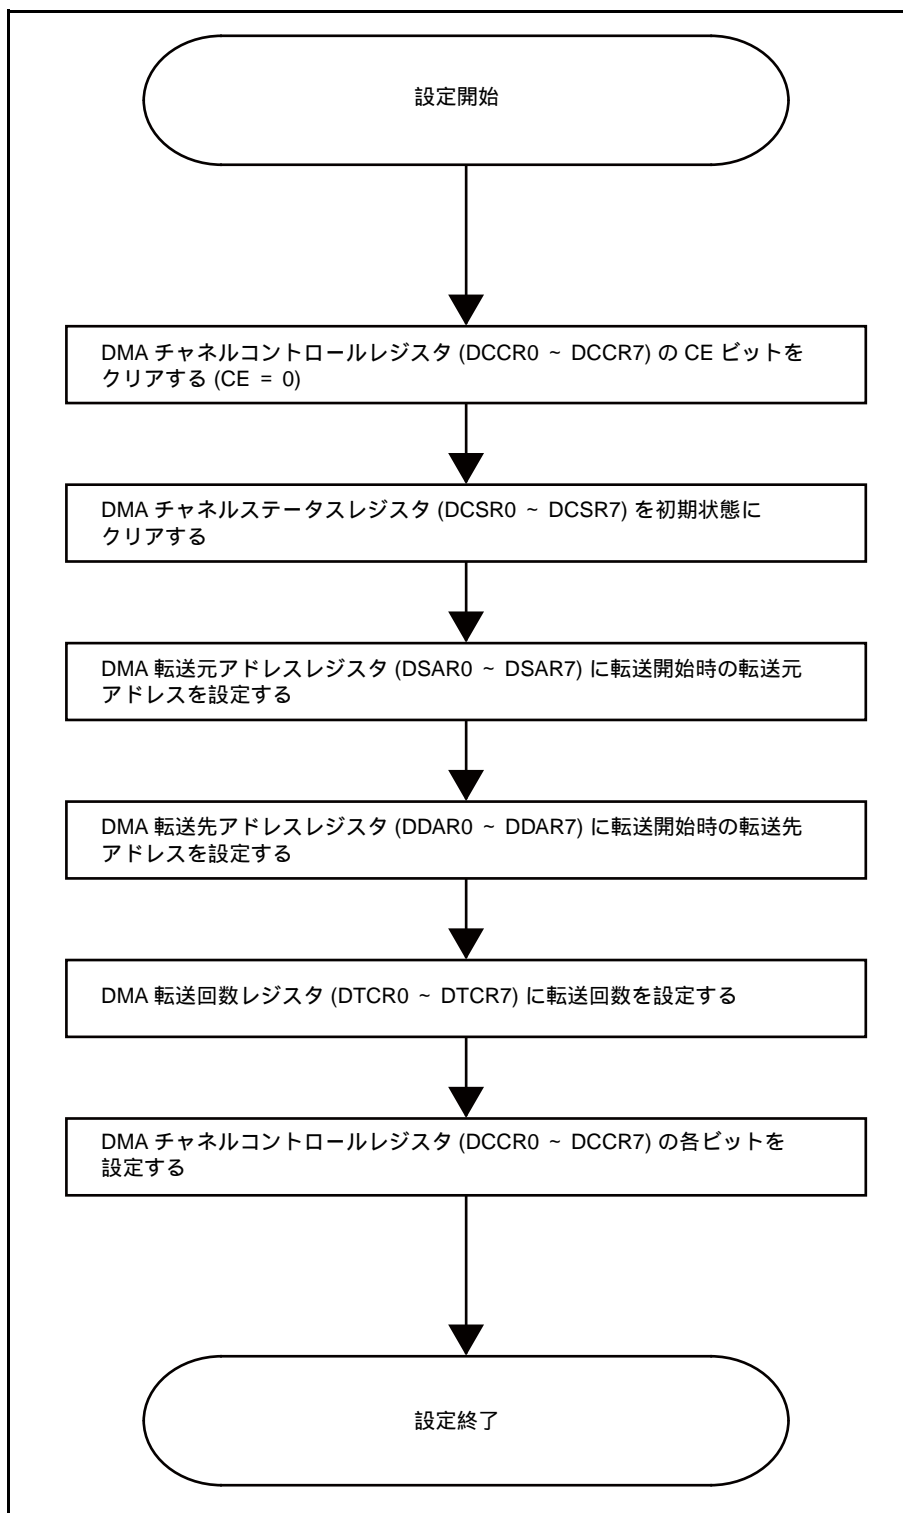 設定開始
DMA チャネルコントロールレジスタ (DCCR0 ~ DCCR7) の CE ビットを
クリアする (CE = 0)
DMA チャネルステータスレジスタ (DCSR0 ~ DCSR7) を初期状態に
クリアする
DMA 転送元アドレスレジスタ (DSAR0 ~ DSAR7) に転送開始時の転送元
アドレスを設定する
DMA 転送先アドレスレジスタ (DDAR0 ~ DDAR7) に転送開始時の転送先
アドレスを設定する
DMA 転送回数レジスタ (DTCR0 ~ DTCR7) に転送回数を設定する
DMA チャネルコントロールレジスタ (DCCR0 ~ DCCR7) の各ビットを
設定する
設定終了